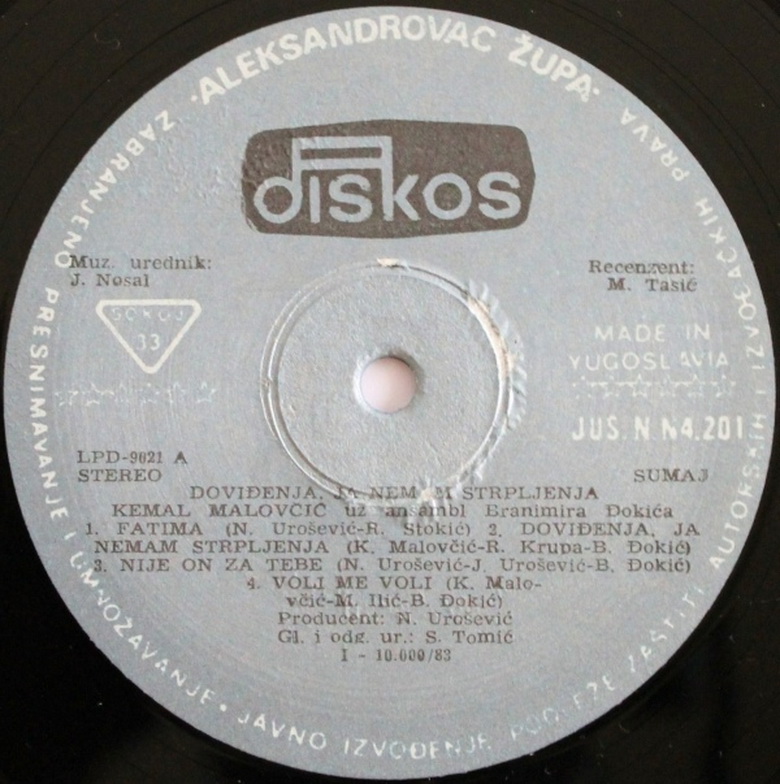 ·ALEKSANDROVAC ŽUPA·
diskos
Muz. urednik:
J. Nosal
Recenzent:
M. Tasić
SOKOJ
33
MADE IN
YUGOSLAVIA
JUS. N N4.201
LPD-9021 A
STEREO
SUMAJ
DOVIĐENJA, JA NEMAM STRPLJENJA
KEMAL MALOVČIĆ uz ansambl Branimira Đokića
1. FATIMA (N. Urošević-R. Stokić) 2. DOVIĐENJA, JA
NEMAM STRPLJENJA (K. Malovčić-R. Krupa-B. Đokić)
3. NIJE ON ZA TEBE (N. Urošević-J. Urošević-B. Đokić)
4. VOLI ME VOLI (K. Malo-
včić-M. Ilić-B. Đokić)
Producent: N. Urošević
Gl. i odg. ur.: S. Tomić
I - 10.000/83
ZABRANJENO PRESNIMAVANJE I UMNOŽAVANJE • JAVNO IZVOĐENJE PODLEŽE ZAŠTITI AUTORSKIH I IZVOĐAČKIH PRAVA